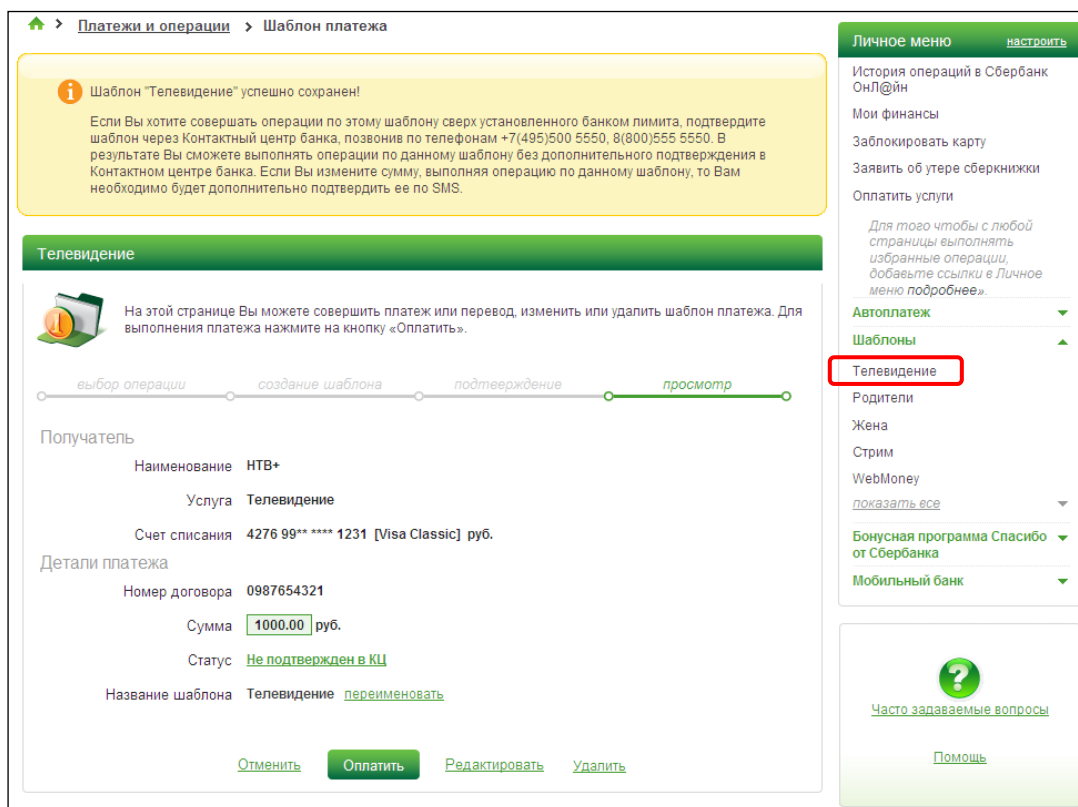 Платежи и операции > Шаблон платежа
Шаблон "Телевидение" успешно сохранен!
Если Вы хотите совершать операции по этому шаблону сверх установленного банком лимита, подтвердите
шаблон через Контактный центр банка, позвонив по телефонам +7(495)500 5550, 8(800)555 5550. В
результате Вы сможете выполнять операции по данному шаблону без дополнительного подтверждения в
Контактном центре банка. Если Вы измените сумму, выполняя операцию по данному шаблону, то Вам
необходимо будет дополнительно подтвердить ее по SMS.
Телевидение
На этой странице Вы можете совершить платеж или перевод, изменить или удалить шаблон платежа. Для
выполнения платежа нажмите на кнопку «Оплатить».
выбор операции создание шаблона подтверждение просмотр
Получатель
Наименование НТВ+
Услуга Телевидение
Счет списания 4276 99** **** 1231 [Visa Classic] руб.
Детали платежа
Номер договора 0987654321
Сумма 1000.00 руб.
Статус Не подтвержден в КЦ
Название шаблона Телевидение переименовать
Отменить Оплатить Редактировать Удалить
Личное меню настроить
История операций в Сбербанк
ОнЛ@йн
Мои финансы
Заблокировать карту
Заявить об утере сберкнижки
Оплатить услуги
Для того чтобы с любой
страницы выполнять
избранные операции,
добавьте ссылки в Личное
меню подробнее».
Автоплатеж
Шаблоны
Телевидение
Родители
Жена
Стрим
WebMoney
показать все
Бонусная программа Спасибо
от Сбербанка
Мобильный банк
Часто задаваемые вопросы
Помощь